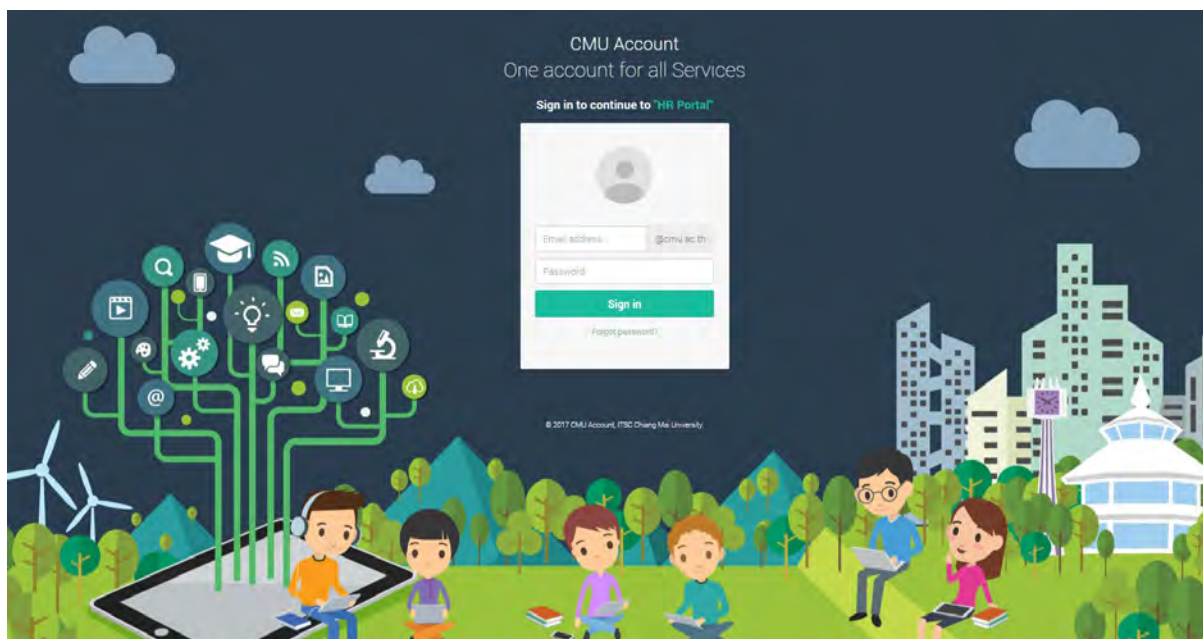 CMU Account
One account for all Services
Sign in to continue to "HR Portal"
Email address
@cmu.ac.th
Password
Sign in
Forgot password?
© 2017 CMU Account, ITSC Chiang Mai University.
@